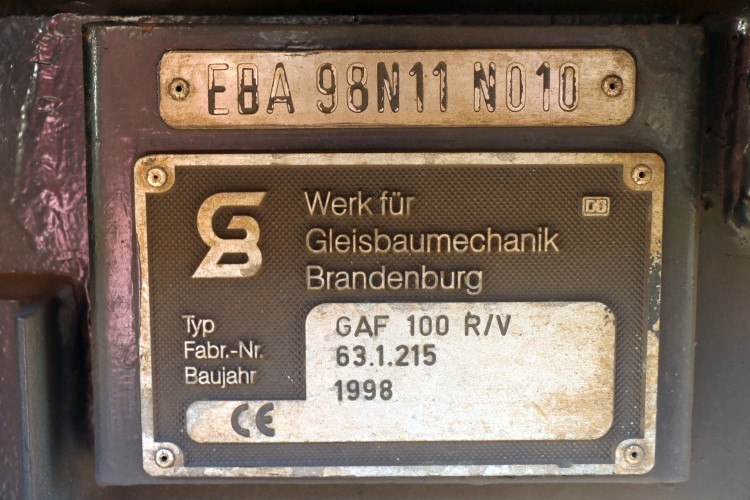 EBA 98N11 N010
GB
Werk für
DB
Gleisbaumechanik
Brandenburg
Typ GAF 100 R/V
Fabr.-Nr. 63.1.215
Baujahr 1998
CE